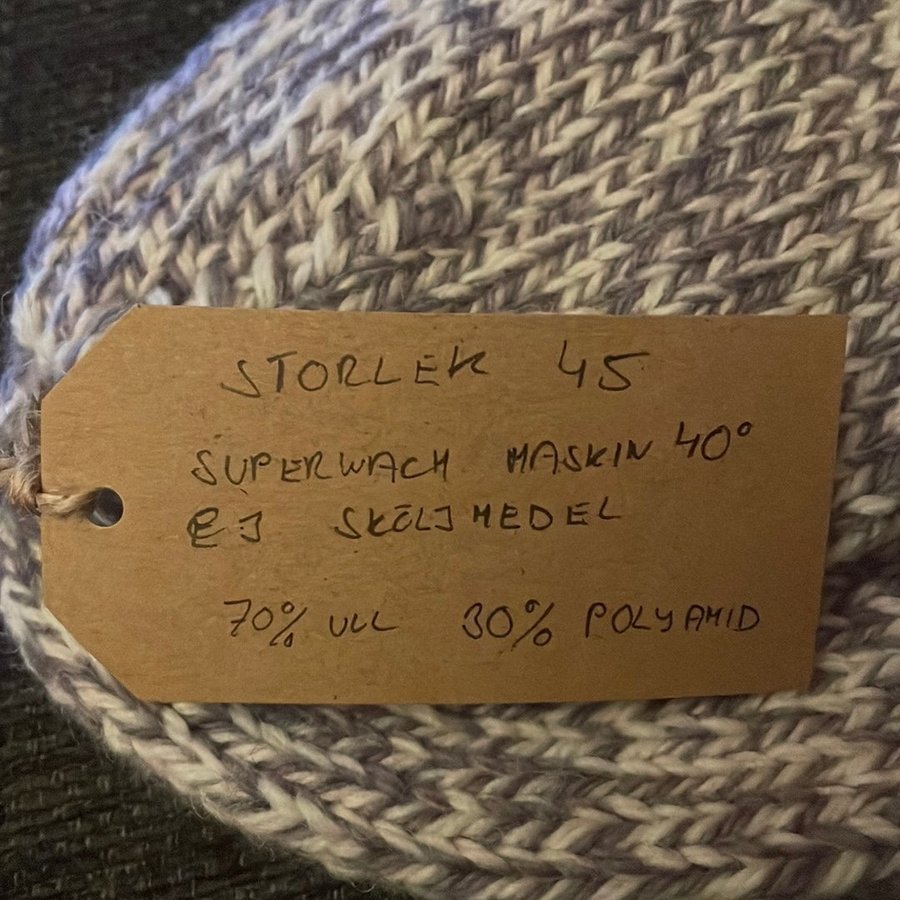 STORLEK 45
SUPERWACH MASKIN 40°
EJ SKÖLJMEDEL
70% ULL 30% POLYAMID